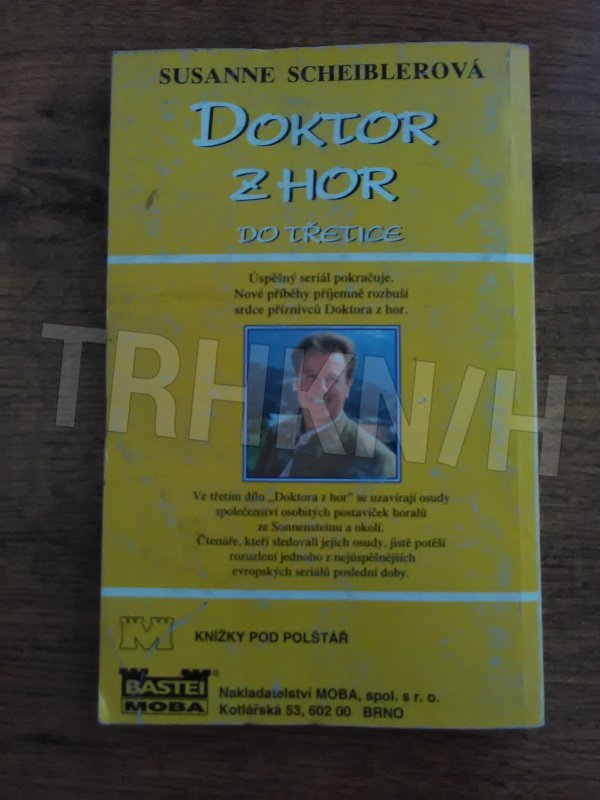 SUSANNE SCHEIBLEROVÁ
DOKTOR
Z HOR
DO TŘETICE
Úspěšný seriál pokračuje.
Nové příběhy příjemně rozbuší
srdce příznivců Doktora z hor.
TRHKN/H
Ve třetím dílu „Doktora z hor" se uzavírají osudy
společenství osobitých postaviček horalů
ze Sonnensteinu a okolí.
Čtenáře, kteří sledovali jejich osudy, jistě potěší
rozuzlení jednoho z nejúspěšnějších
evropských seriálů poslední doby.
M
KNÍŽKY POD POLŠTÁŘ
BASTEI ®
MOBA
Nakladatelství MOBA, spol. s r. o.
Kotlářská 53, 602 00 BRNO